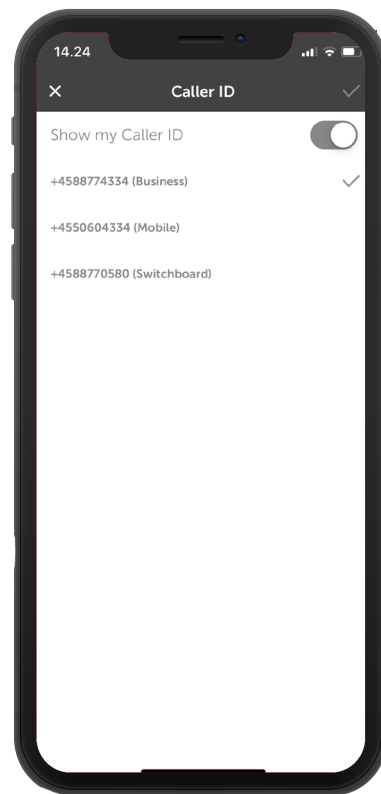 14.24
Caller ID
Show my Caller ID
+4588774334 (Business)
+4550604334 (Mobile)
+4588770580 (Switchboard)